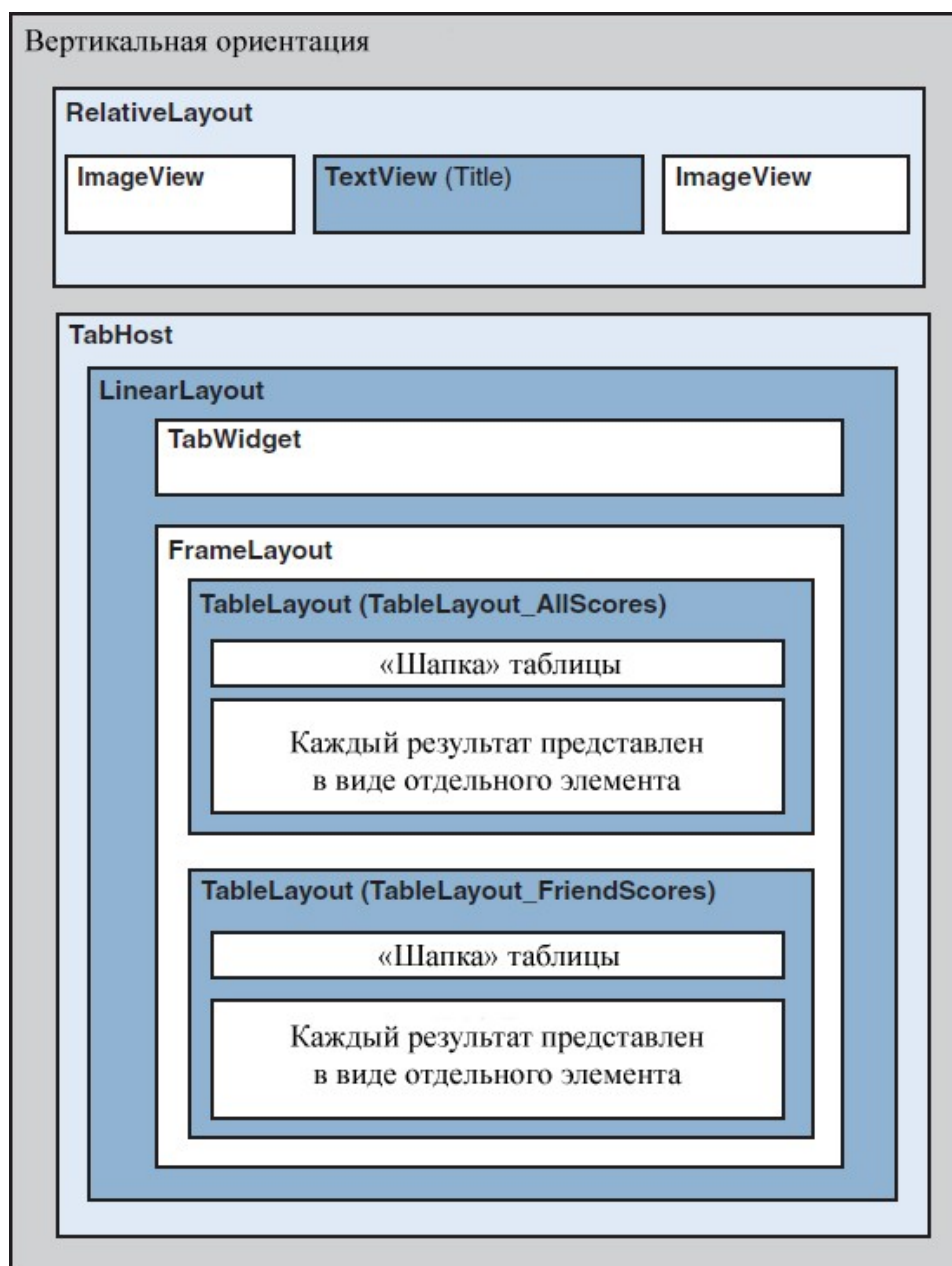 Вертикальная ориентация
RelativeLayout
ImageView
TextView (Title)
ImageView
TabHost
LinearLayout
TabWidget
FrameLayout
TableLayout (TableLayout_AllScores)
«Шапка» таблицы
Каждый результат представлен
в виде отдельного элемента
TableLayout (TableLayout_FriendScores)
«Шапка» таблицы
Каждый результат представлен
в виде отдельного элемента